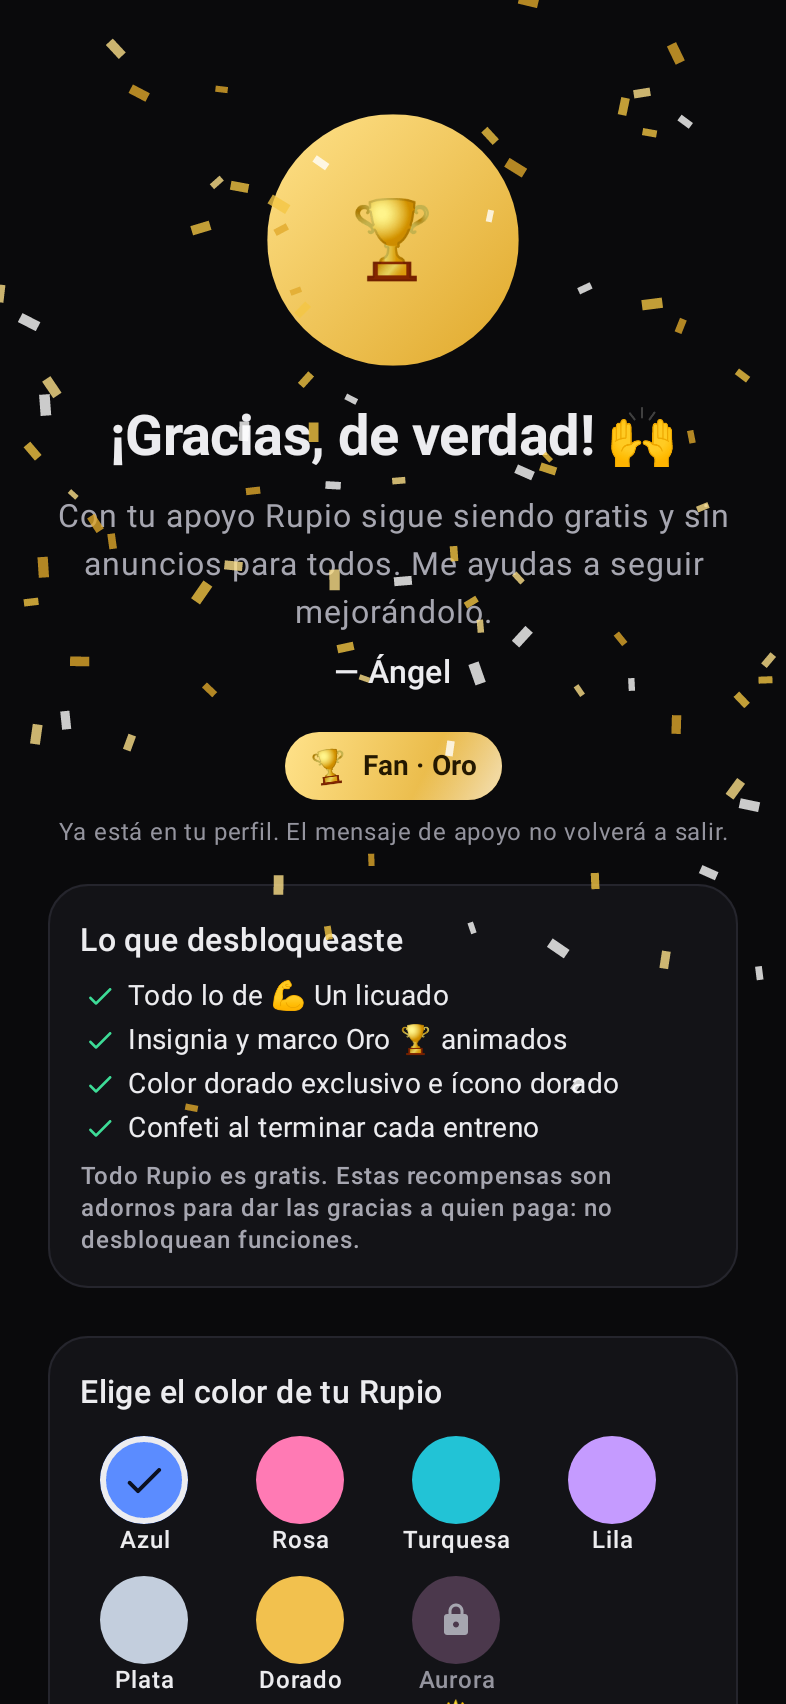 ¡Gracias, de verdad! 🙌
Con tu apoyo Rupio sigue siendo gratis y sin
anuncios para todos. Me ayudas a seguir
mejorándolo.
— Ángel
🏆 Fan · Oro
Ya está en tu perfil. El mensaje de apoyo no volverá a salir.
Lo que desbloqueaste
Todo lo de 💪 Un licuado
Insignia y marco Oro 🏆 animados
Color dorado exclusivo e ícono dorado
Confeti al terminar cada entreno
Todo Rupio es gratis. Estas recompensas son
adornos para dar las gracias a quien paga: no
desbloquean funciones.
Elige el color de tu Rupio
Azul
Rosa
Turquesa
Lila
Plata
Dorado
Aurora